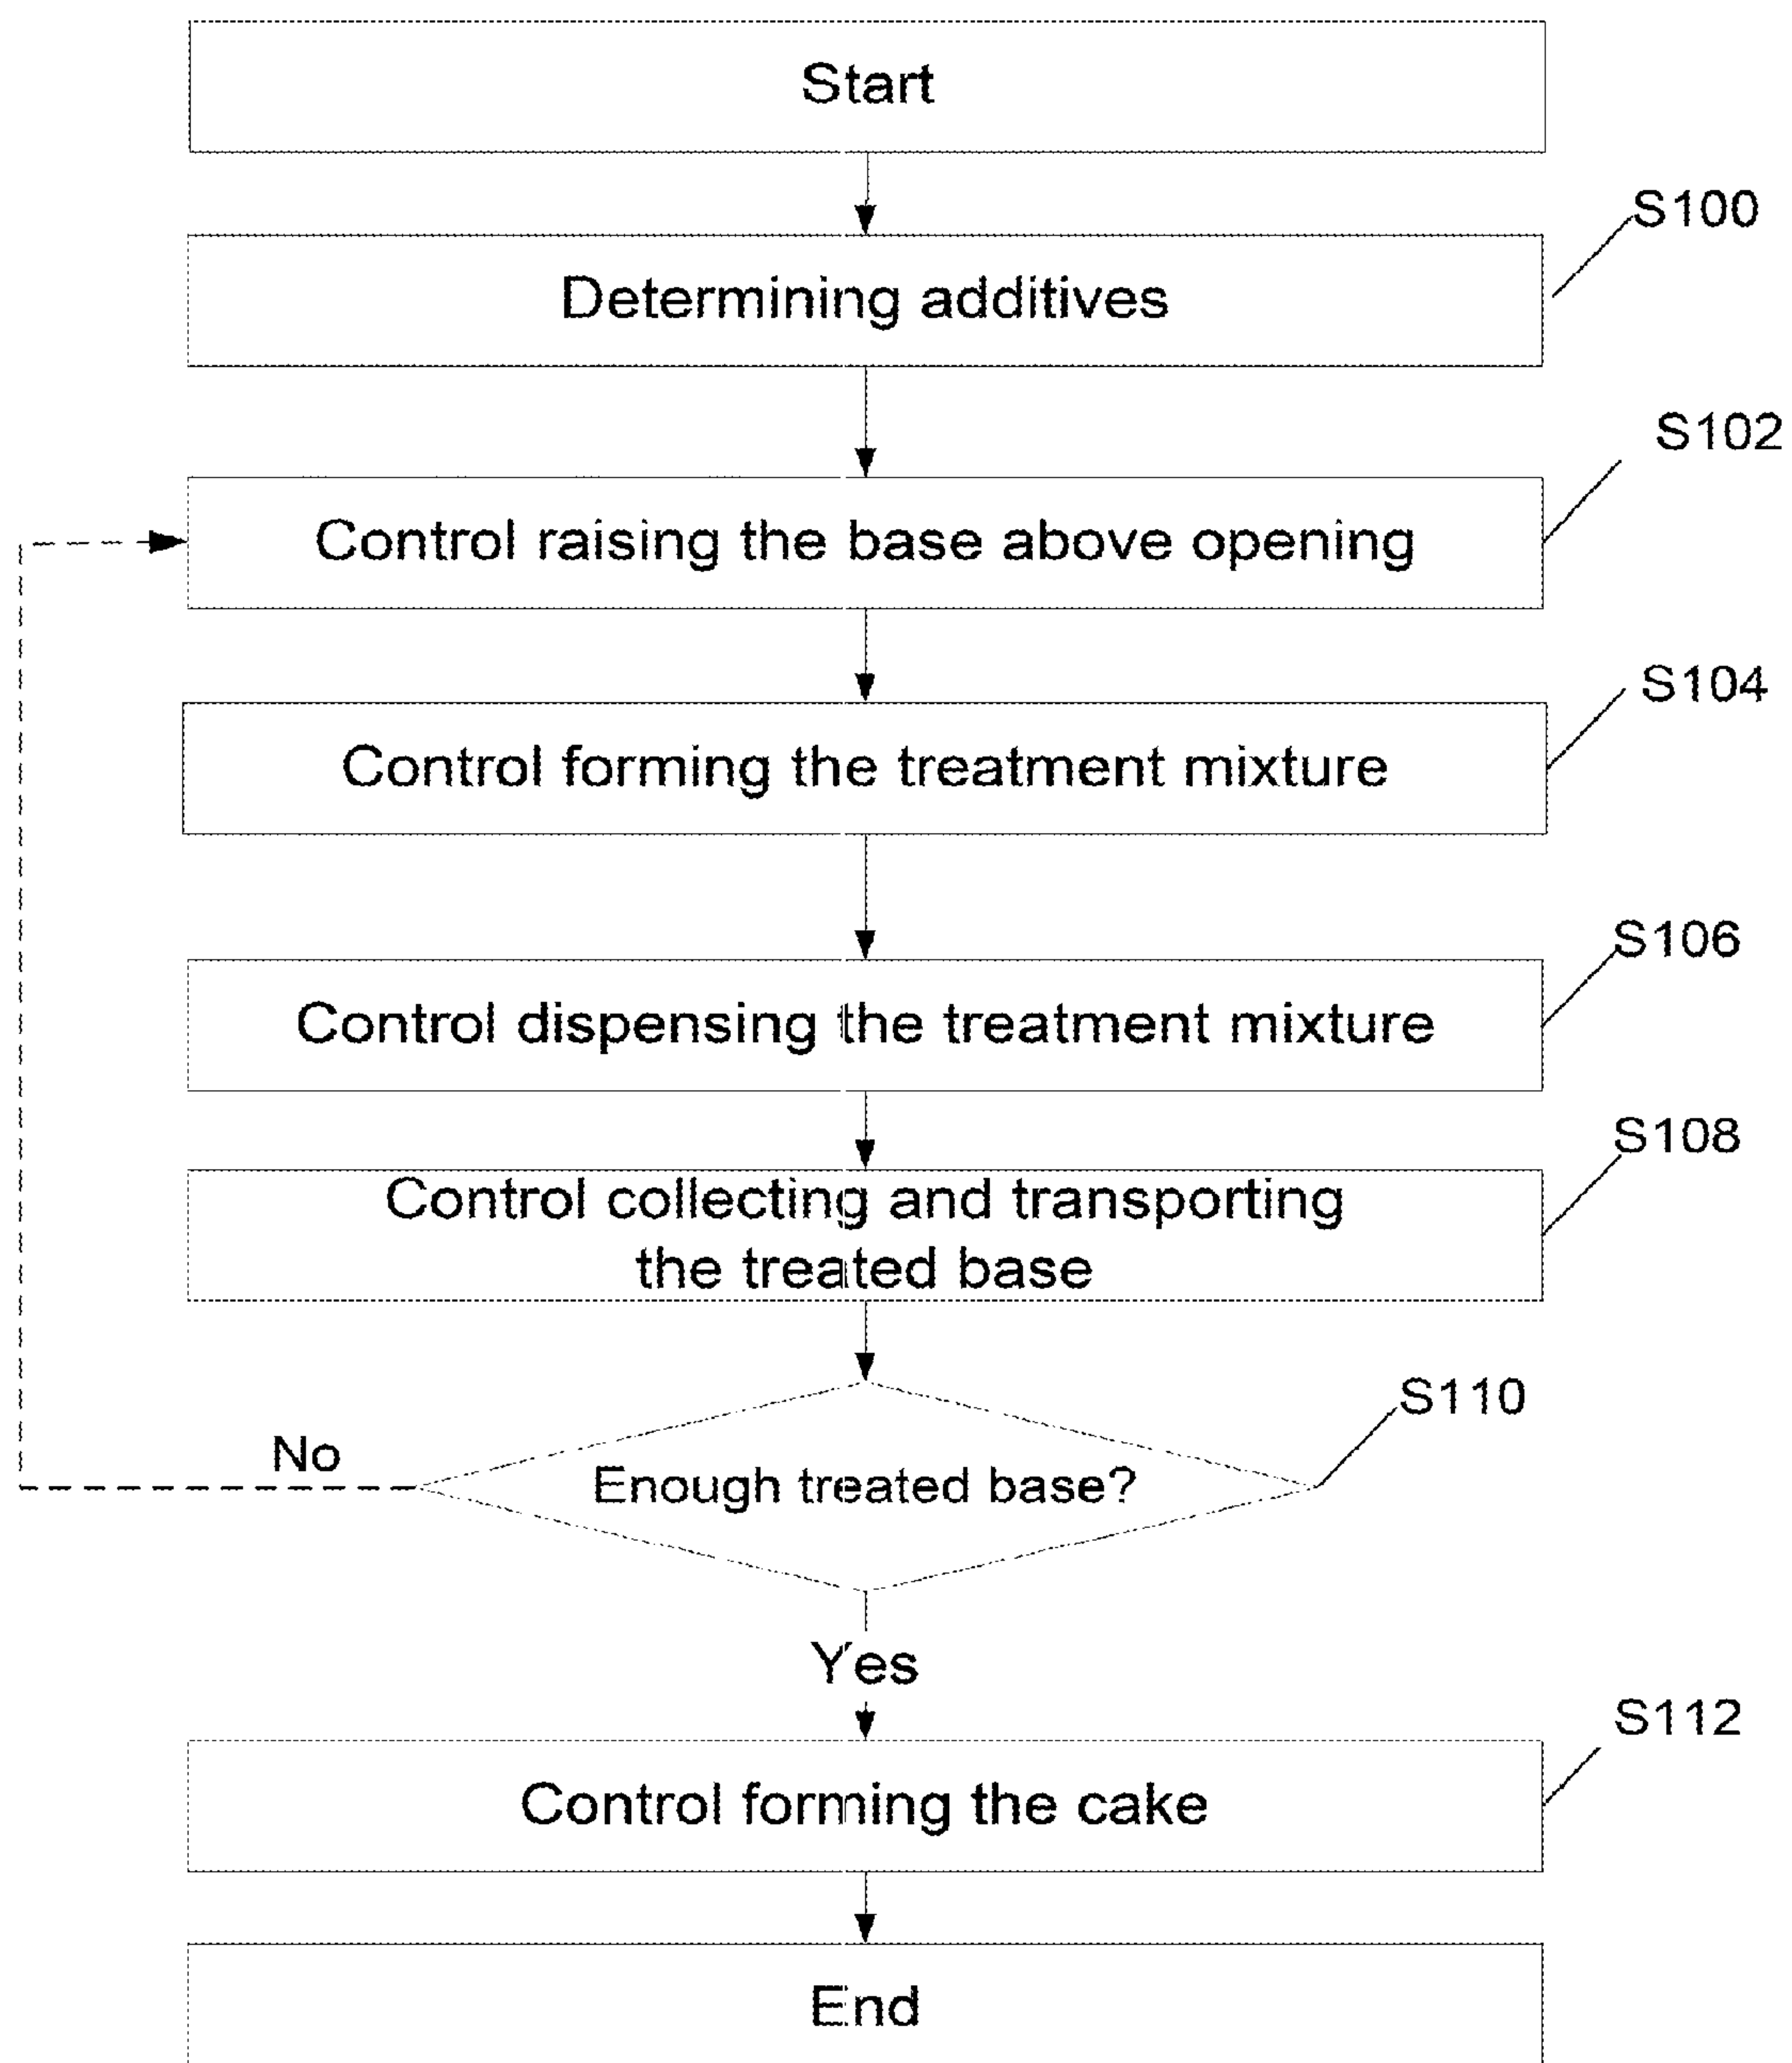 Start
S100
Determining additives
S102
Control raising the base above opening
S104
Control forming the treatment mixture
S106
Control dispensing the treatment mixture
S108
Control collecting and transporting
the treated base
S110
No
Enough treated base?
Yes
S112
Control forming the cake
End